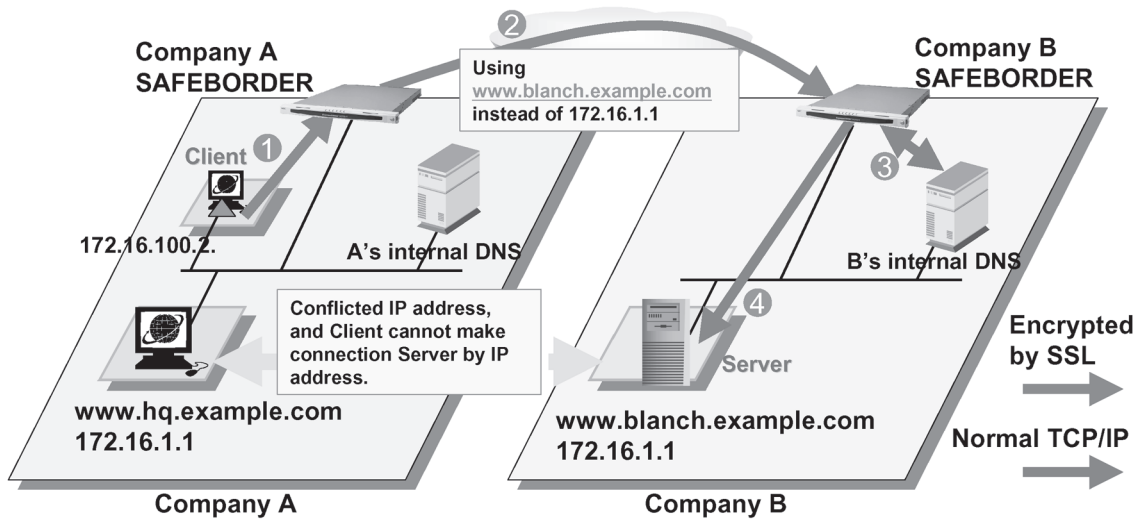 Company A
SAFEBORDER
2
Using
www.blanch.example.com
instead of 172.16.1.1
Company B
SAFEBORDER
Client
1
3
172.16.100.2.
A's internal DNS
B's internal DNS
Conflicted IP address,
and Client cannot make
connection Server by IP
address.
4
Server
Encrypted
by SSL
www.hq.example.com
172.16.1.1
www.blanch.example.com
172.16.1.1
Normal TCP/IP
Company A
Company B